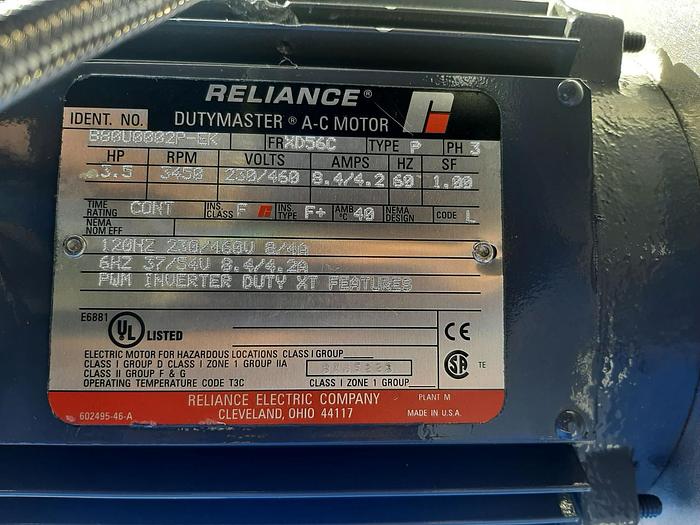 RELIANCE®
IDENT. NO. DUTYMASTER ® A-C MOTOR
B80U0002P-EK FR XD56C TYPE P PH 3
HP RPM VOLTS AMPS HZ SF
3.5 3450 230/460 8.4/4.2 60 1.00
TIME RATING CONT INS. CLASS F INS. TYPE F+ AMB °C 40 NEMA DESIGN CODE L
NEMA NOM EFF
120HZ 230/460V 8/4A
6HZ 37/54V 8.4/4.2A
PWM INVERTER DUTY XT FEATURES
E6881
UL LISTED CE
ELECTRIC MOTOR FOR HAZARDOUS LOCATIONS CLASS I GROUP
CLASS I GROUP D CLASS I ZONE 1 GROUP IIA
CLASS II GROUP F & G
OPERATING TEMPERATURE CODE T3C CLASS I ZONE 1 GROUP
SA TE
RELIANCE ELECTRIC COMPANY PLANT M
602495-46-A CLEVELAND, OHIO 44117 MADE IN U.S.A.